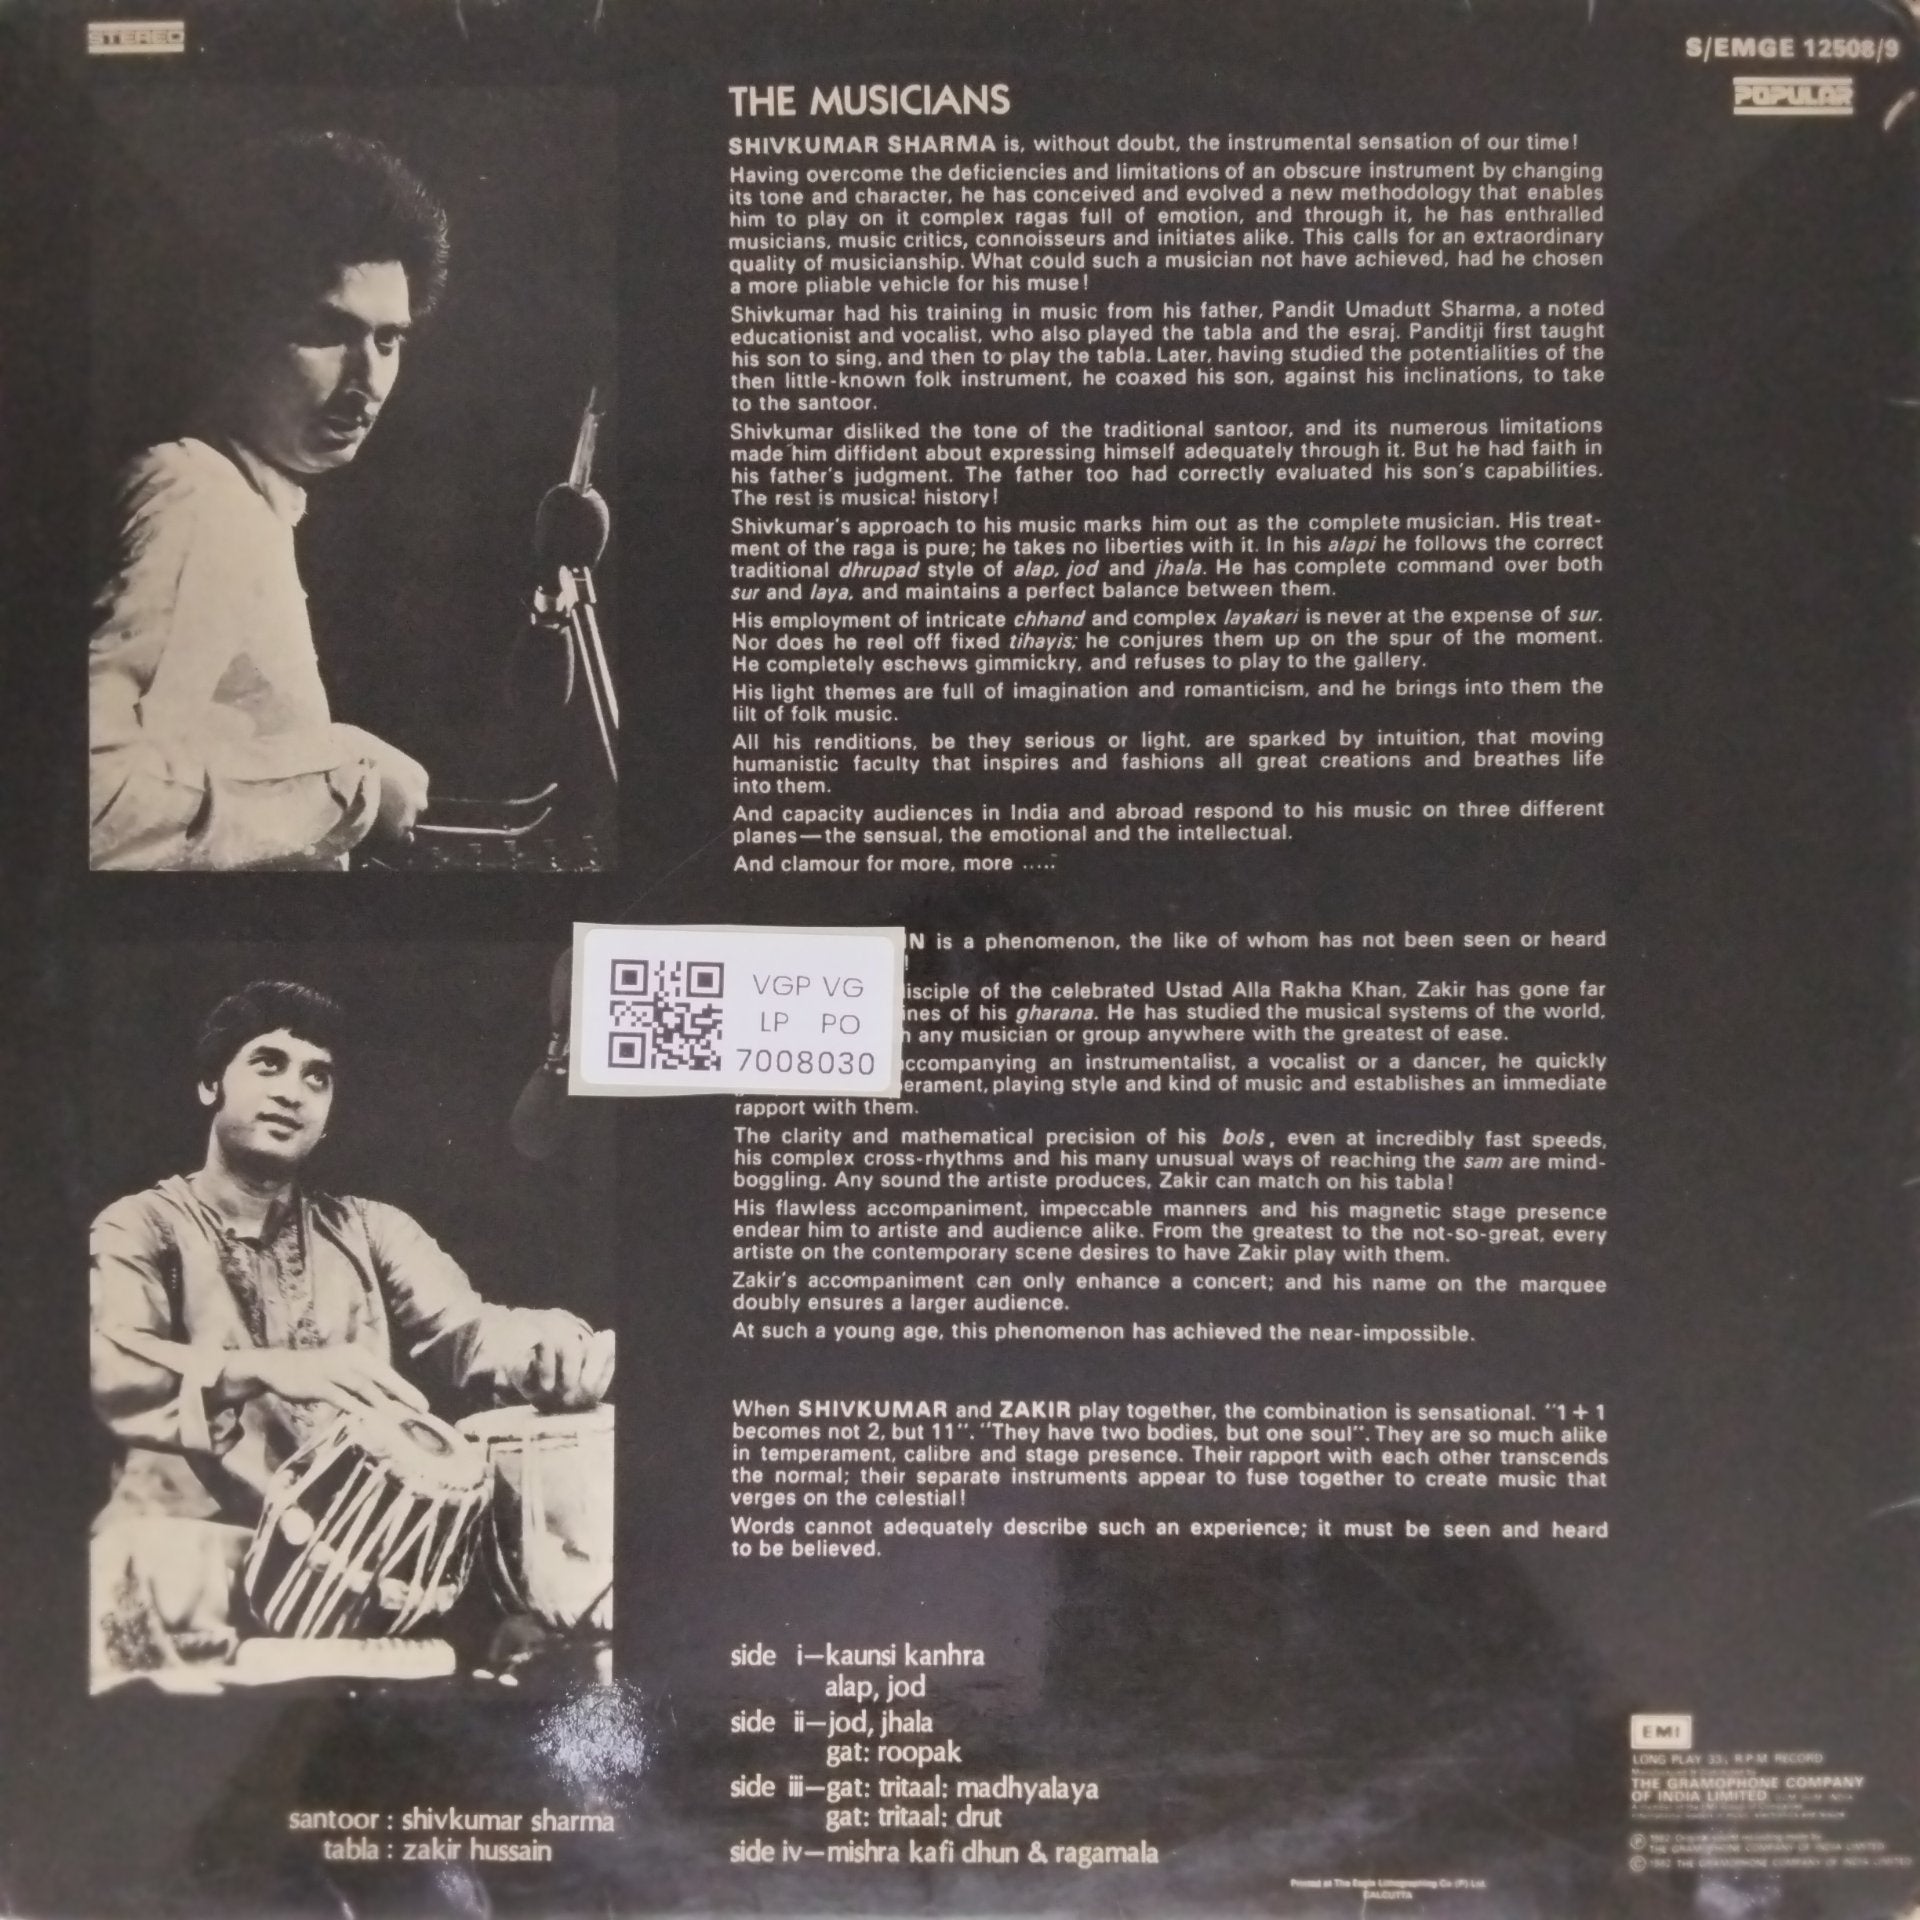 STEREO
S/EMGE 12508/9
POPULAR
THE MUSICIANS
SHIVKUMAR SHARMA is, without doubt, the instrumental sensation of our time!
Having overcome the deficiencies and limitations of an obscure instrument by changing
its tone and character, he has conceived and evolved a new methodology that enables
him to play on it complex ragas full of emotion, and through it, he has enthralled
musicians, music critics, connoisseurs and initiates alike. This calls for an extraordinary
quality of musicianship. What could such a musician not have achieved, had he chosen
a more pliable vehicle for his muse!
Shivkumar had his training in music from his father, Pandit Umadutt Sharma, a noted
educationist and vocalist, who also played the tabla and the esraj. Panditji first taught
his son to sing, and then to play the tabla. Later, having studied the potentialities of the
then little-known folk instrument, he coaxed his son, against his inclinations, to take
to the santoor.
Shivkumar disliked the tone of the traditional santoor, and its numerous limitations
made him diffident about expressing himself adequately through it. But he had faith in
his father's judgment. The father too had correctly evaluated his son's capabilities.
The rest is musical history!
Shivkumar's approach to his music marks him out as the complete musician. His treat-
ment of the raga is pure; he takes no liberties with it. In his alapi he follows the correct
traditional dhrupad style of alap, jod and jhala. He has complete command over both
sur and laya, and maintains a perfect balance between them.
His employment of intricate chhand and complex layakari is never at the expense of sur.
Nor does he reel off fixed tihayis; he conjures them up on the spur of the moment.
He completely eschews gimmickry, and refuses to play to the gallery.
His light themes are full of imagination and romanticism, and he brings into them the
lilt of folk music.
All his renditions, be they serious or light, are sparked by intuition, that moving
humanistic faculty that inspires and fashions all great creations and breathes life
into them.
And capacity audiences in India and abroad respond to his music on three different
planes—the sensual, the emotional and the intellectual.
And clamour for more, more .....
IN is a phenomenon, the like of whom has not been seen or heard
!
isciple of the celebrated Ustad Alla Rakha Khan, Zakir has gone far
ines of his gharana. He has studied the musical systems of the world,
any musician or group anywhere with the greatest of ease.
ccompanying an instrumentalist, a vocalist or a dancer, he quickly
erament, playing style and kind of music and establishes an immediate
rapport with them.
VGP VG
LP PO
7008030
The clarity and mathematical precision of his bols, even at incredibly fast speeds,
his complex cross-rhythms and his many unusual ways of reaching the sam are mind-
boggling. Any sound the artiste produces, Zakir can match on his tabla!
His flawless accompaniment, impeccable manners and his magnetic stage presence
endear him to artiste and audience alike. From the greatest to the not-so-great, every
artiste on the contemporary scene desires to have Zakir play with them.
Zakir's accompaniment can only enhance a concert; and his name on the marquee
doubly ensures a larger audience.
At such a young age, this phenomenon has achieved the near-impossible.
When SHIVKUMAR and ZAKIR play together, the combination is sensational. "1 + 1
becomes not 2, but 11". "They have two bodies, but one soul". They are so much alike
in temperament, calibre and stage presence. Their rapport with each other transcends
the normal; their separate instruments appear to fuse together to create music that
verges on the celestial!
Words cannot adequately describe such an experience; it must be seen and heard
to be believed.
side i—kaunsi kanhra
alap, jod
side ii—jod, jhala
gat: roopak
side iii—gat: tritaal: madhyalaya
gat: tritaal: drut
side iv—mishra kafi dhun & ragamala
santoor : shivkumar sharma
tabla : zakir hussain
EMI
LONG PLAY 33⅓ R.P.M RECORD
Manufactured & Distributed by
THE GRAMOPHONE COMPANY
OF INDIA LIMITED
℗ 1982 Original sound recording made by THE GRAMOPHONE COMPANY OF INDIA LIMITED
© 1982 THE GRAMOPHONE COMPANY OF INDIA LIMITED
Printed at The Eagle Lithographing Co (P) Ltd.
CALCUTTA